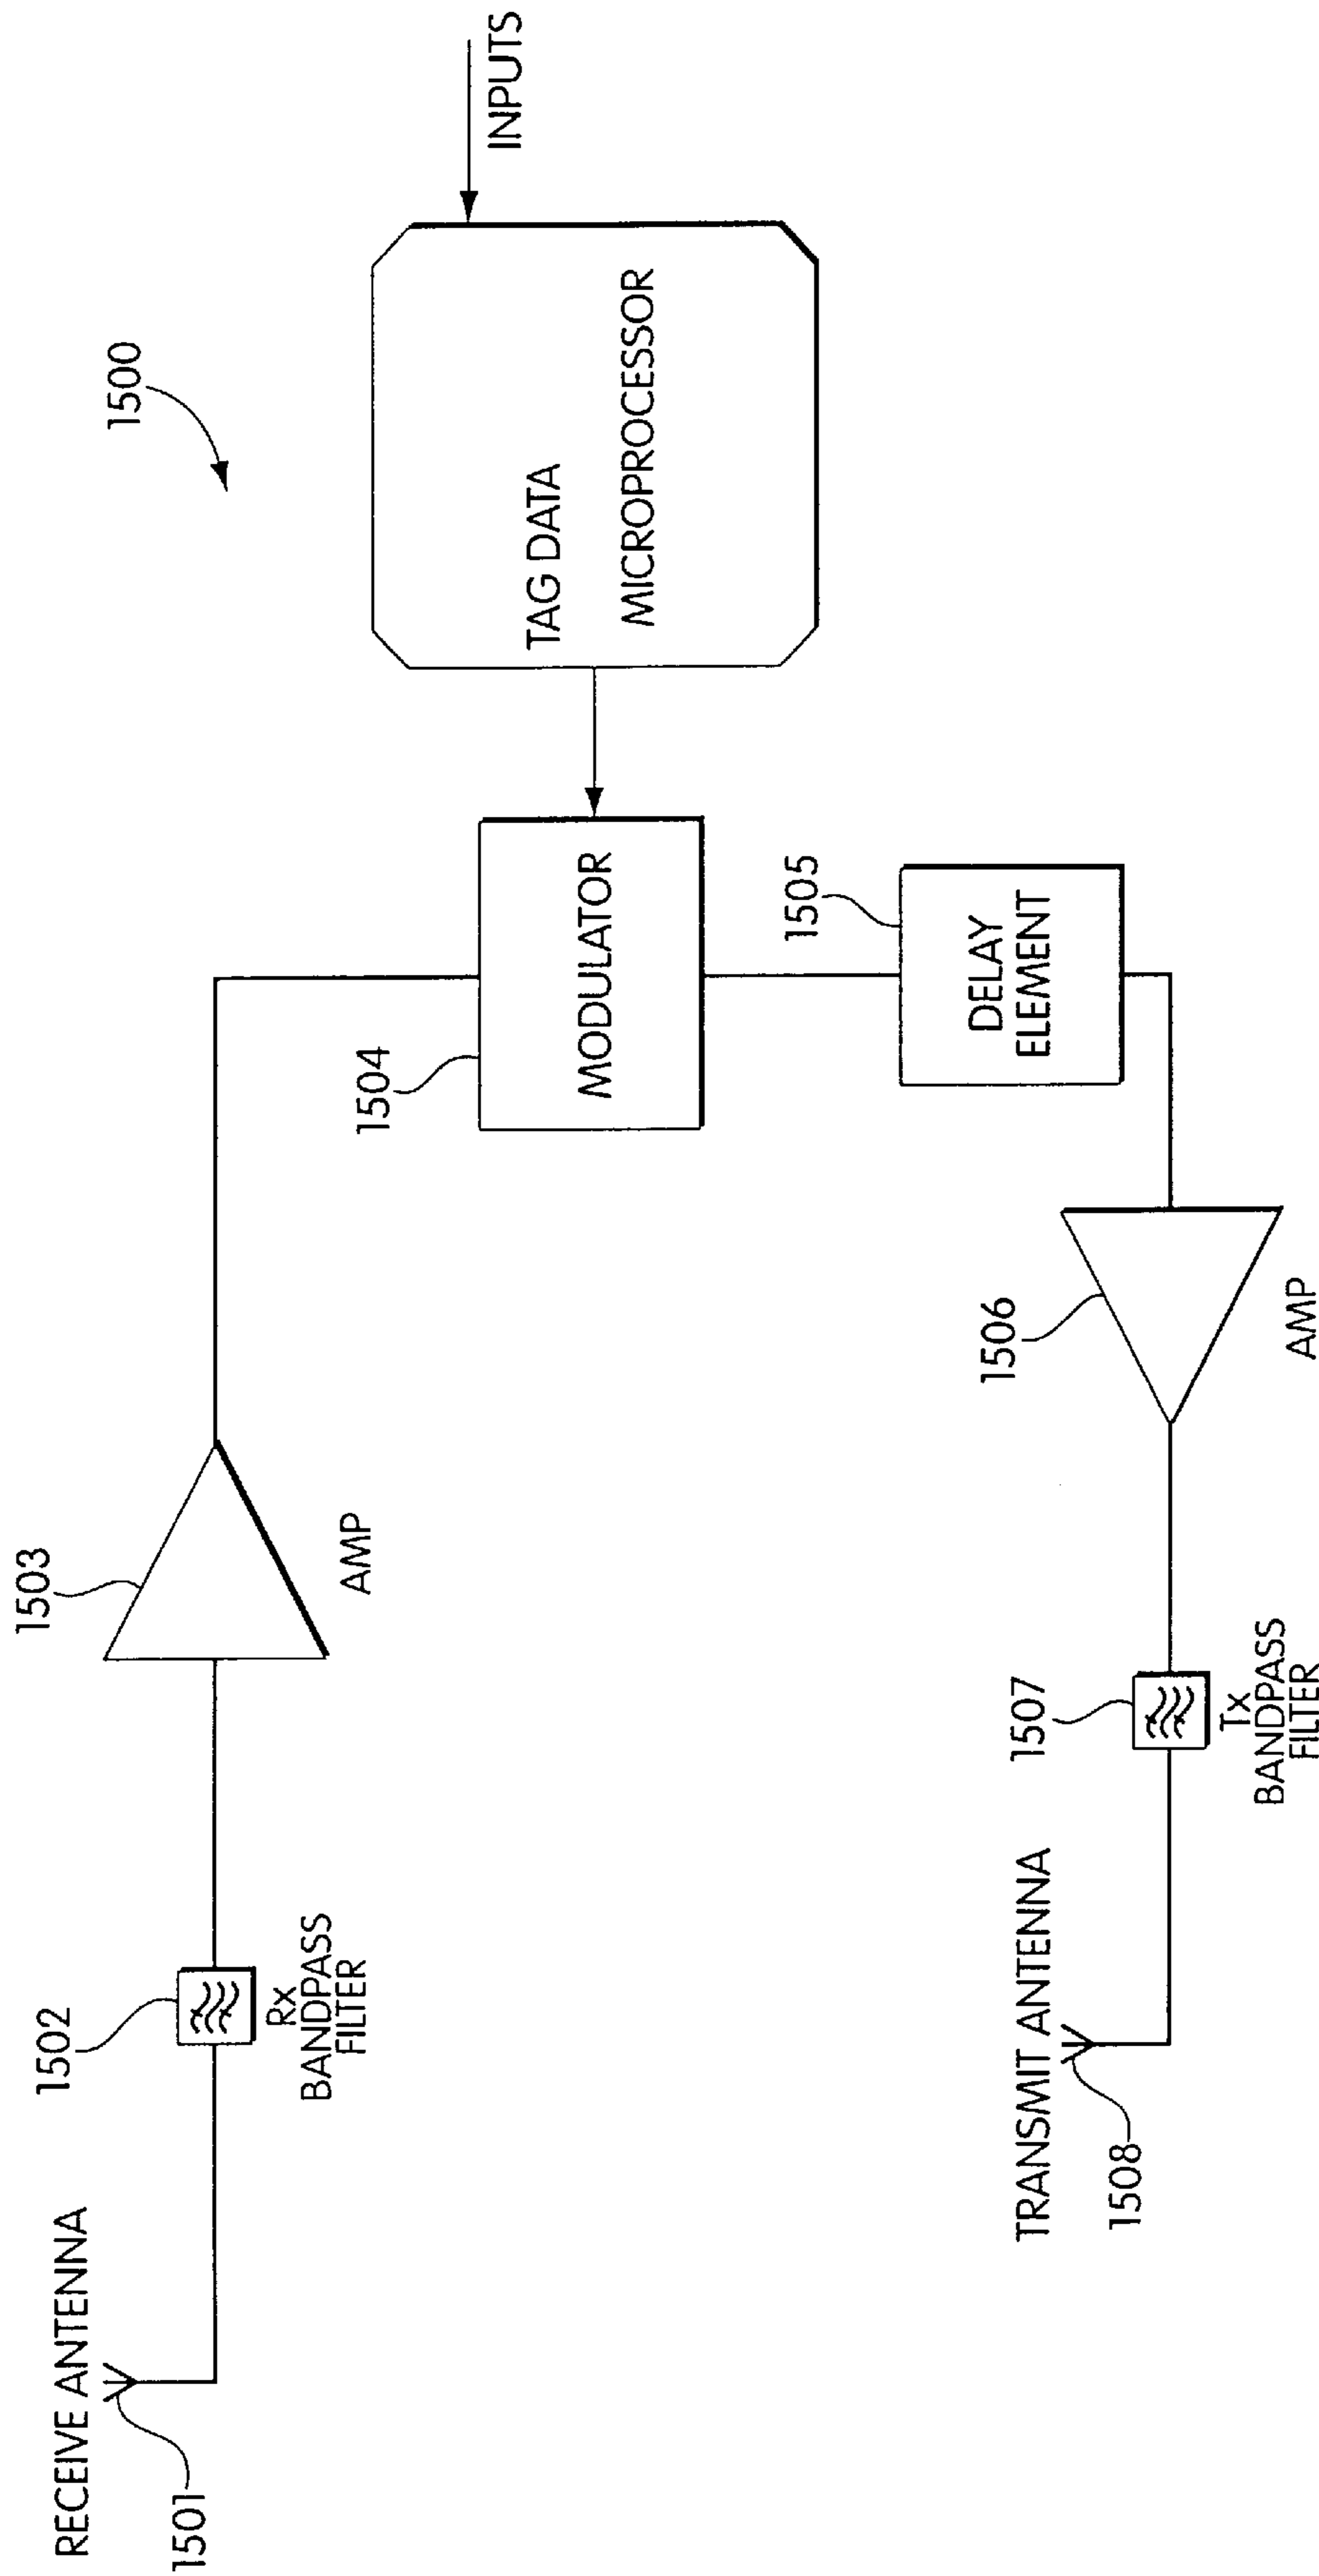 1500
RECEIVE ANTENNA
1501
1502
Rx
BANDPASS
FILTER
1503
AMP
1504
MODULATOR
TAG DATA
MICROPROCESSOR
INPUTS
1505
DELAY
ELEMENT
1506
AMP
1507
Tx
BANDPASS
FILTER
TRANSMIT ANTENNA
1508